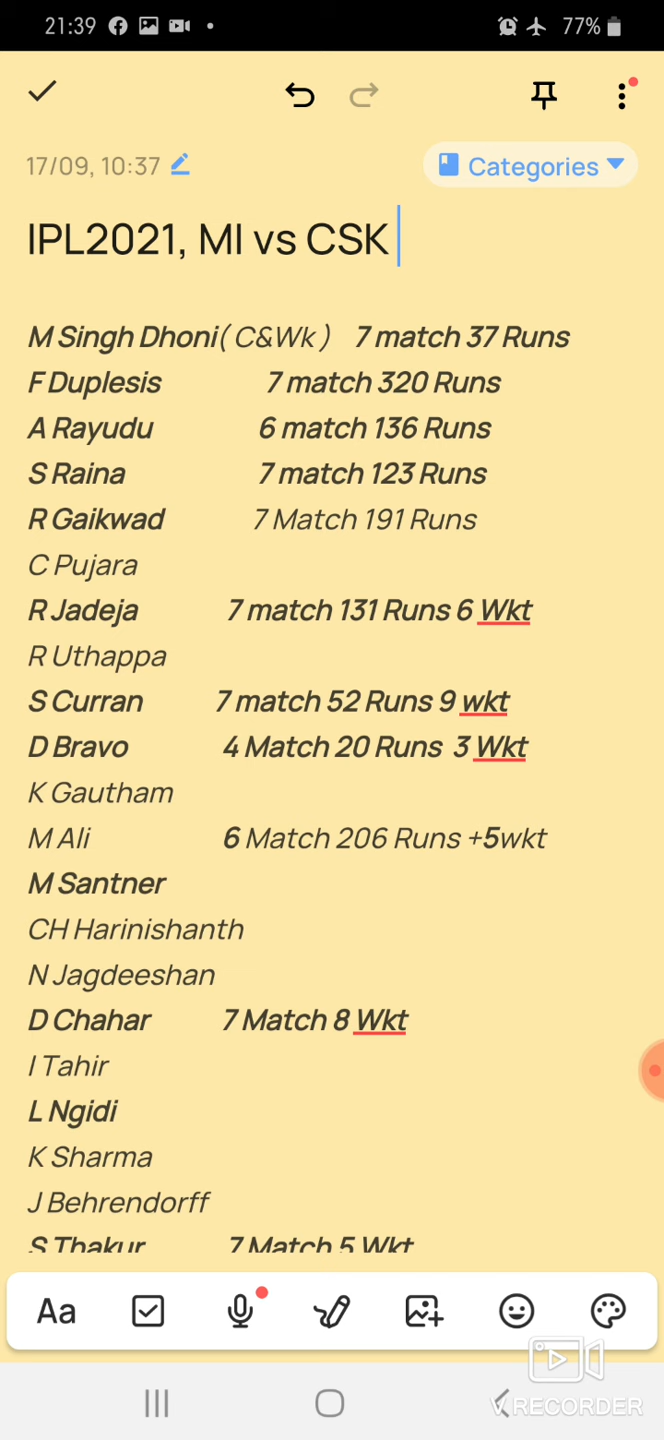 21:39 77%
17/09, 10:37 Categories
IPL2021, MI vs CSK
M Singh Dhoni( C&Wk ) 7 match 37 Runs
F Duplesis 7 match 320 Runs
A Rayudu 6 match 136 Runs
S Raina 7 match 123 Runs
R Gaikwad 7 Match 191 Runs
C Pujara
R Jadeja 7 match 131 Runs 6 Wkt
R Uthappa
S Curran 7 match 52 Runs 9 wkt
D Bravo 4 Match 20 Runs 3 Wkt
K Gautham
M Ali 6 Match 206 Runs +5wkt
M Santner
CH Harinishanth
N Jagdeeshan
D Chahar 7 Match 8 Wkt
I Tahir
L Ngidi
K Sharma
J Behrendorff
S Thakur 7 Match 5 Wkt
Aa
V RECORDER